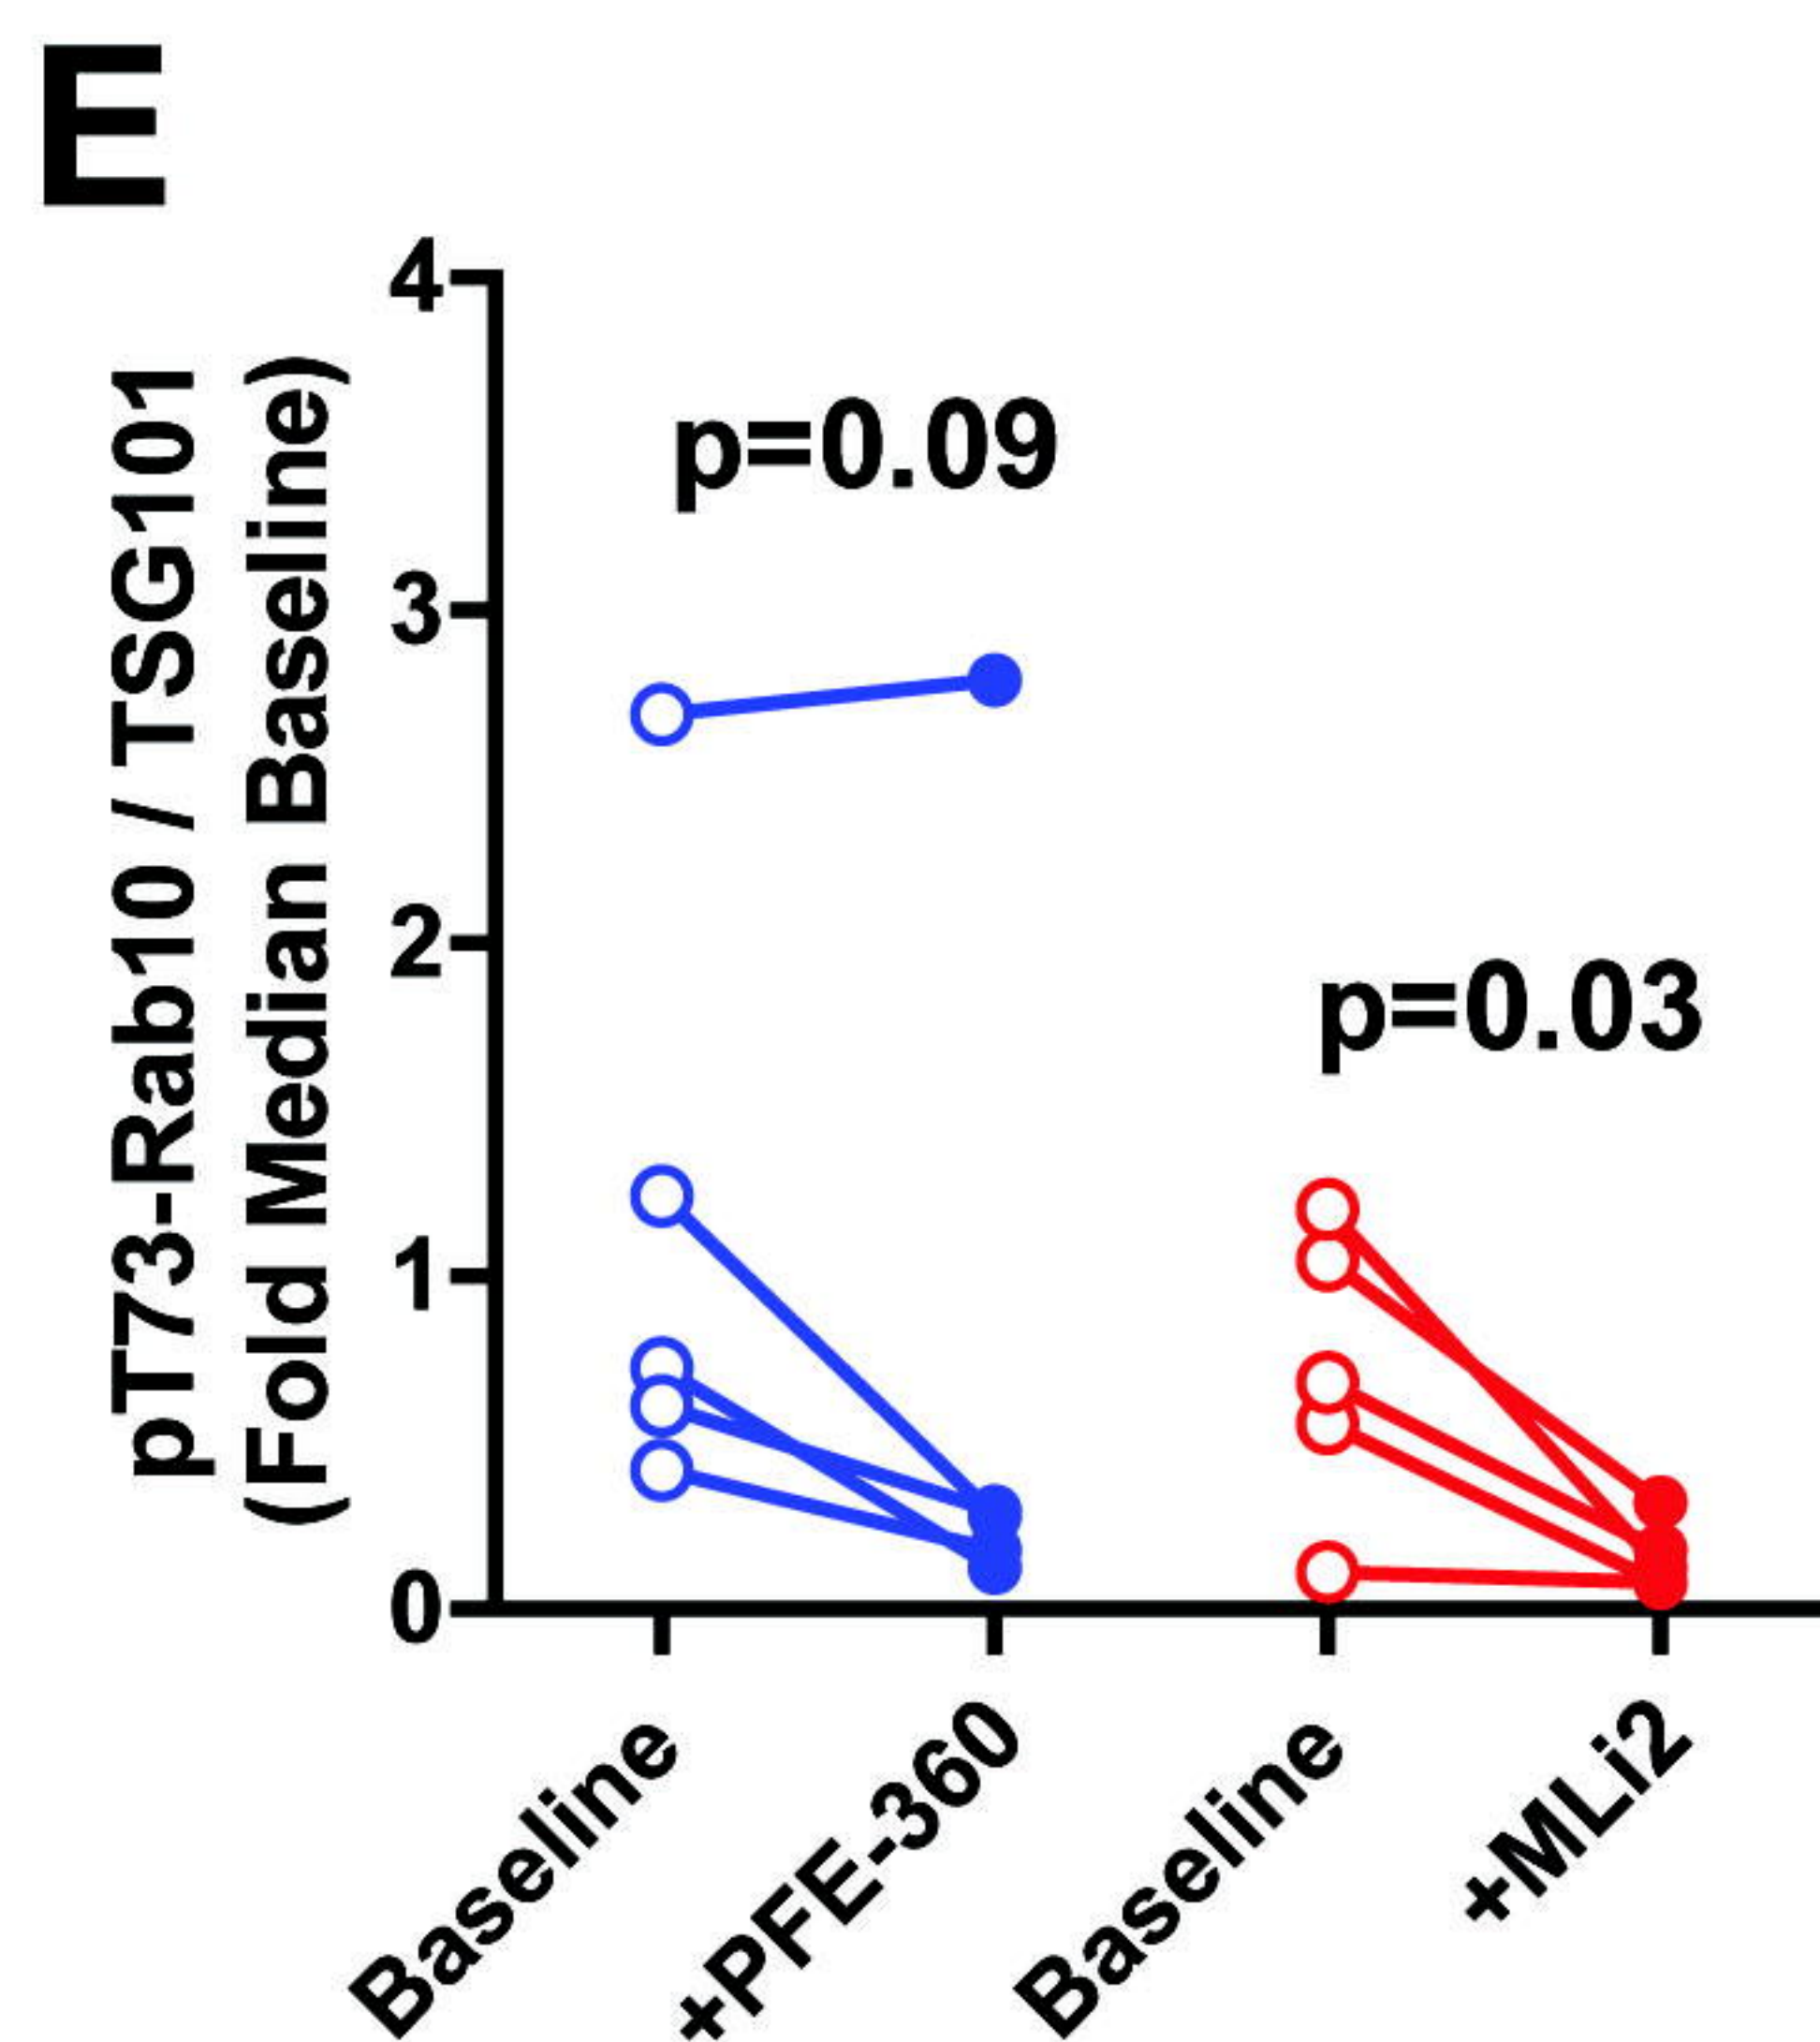 E
pT73-Rab10 / TSG101
(Fold Median Baseline)
4
3
2
1
0
p=0.09
p=0.03
Baseline
+PFE-360
Baseline
+MLi2